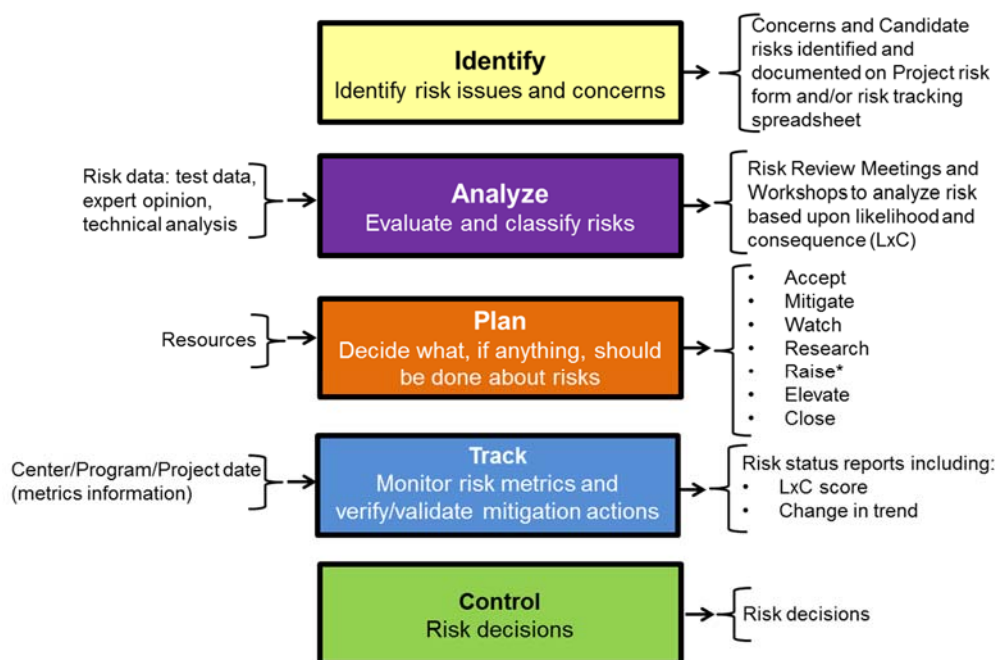 Identify
Identify risk issues and concerns
Concerns and Candidate
risks identified and
documented on Project risk
form and/or risk tracking
spreadsheet
Risk data: test data,
expert opinion,
technical analysis
Analyze
Evaluate and classify risks
Risk Review Meetings and
Workshops to analyze risk
based upon likelihood and
consequence (LxC)
Resources
Plan
Decide what, if anything, should
be done about risks
• Accept
• Mitigate
• Watch
• Research
• Raise*
• Elevate
• Close
Center/Program/Project date
(metrics information)
Track
Monitor risk metrics and
verify/validate mitigation actions
Risk status reports including:
• LxC score
• Change in trend
Control
Risk decisions
Risk decisions